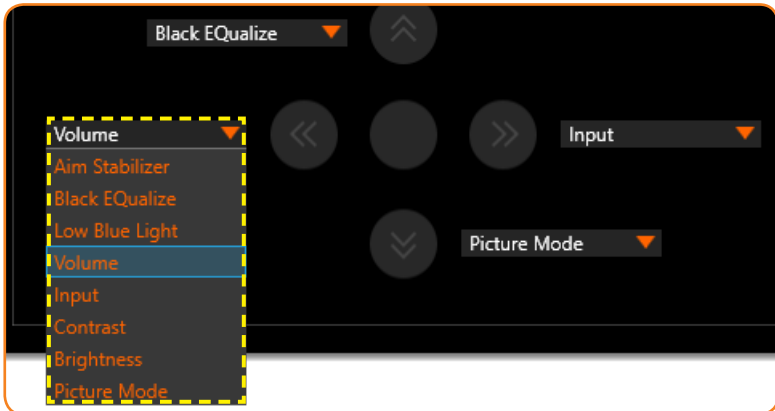 Black EQualize
Volume
Input
Aim Stabilizer
Black EQualize
Low Blue Light
Volume
Picture Mode
Input
Contrast
Brightness
Picture Mode